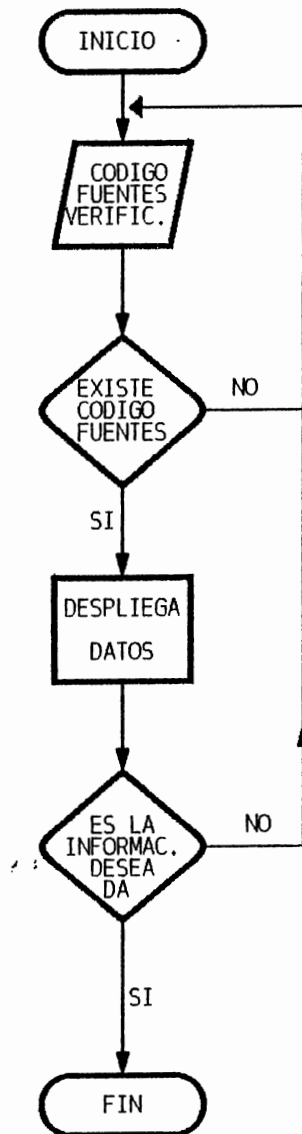 INICIO
CODIGO
FUENTES
VERIFIC.
EXISTE
CODIGO
FUENTES
NO
SI
DESPLIEGA
DATOS
ES LA
INFORMAC.
DESEA
DA
NO
SI
FIN